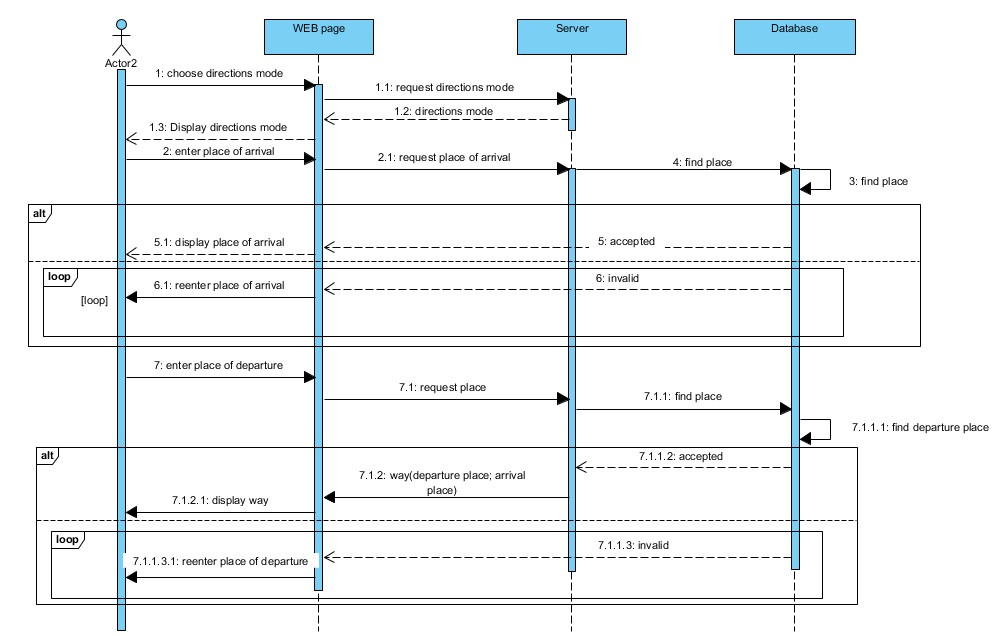 WEB page
Server
Database
Actor2
1: choose directions mode
1.1: request directions mode
1.2: directions mode
1.3: Display directions mode
2: enter place of arrival
2.1: request place of arrival
4: find place
3: find place
alt
5: accepted
5.1: display place of arrival
loop
6: invalid
6.1: reenter place of arrival
[loop]
7: enter place of departure
7.1: request place
7.1.1: find place
7.1.1.1: find departure place
alt
7.1.1.2: accepted
7.1.2: way(departure place; arrival
place)
7.1.2.1: display way
loop
7.1.1.3: invalid
7.1.1.3.1: reenter place of departure